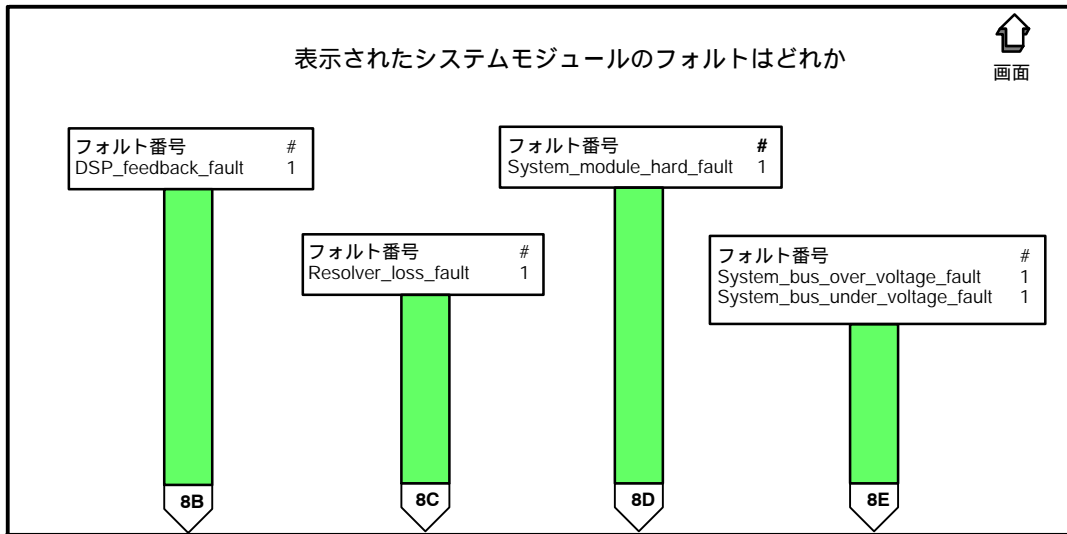 表示されたシステムモジュールのフォルトはどれか
画面
フォルト番号 #
DSP_feedback_fault 1
フォルト番号 #
System_module_hard_fault 1
フォルト番号 #
Resolver_loss_fault 1
フォルト番号 #
System_bus_over_voltage_fault 1
System_bus_under_voltage_fault 1
8B
8C
8D
8E